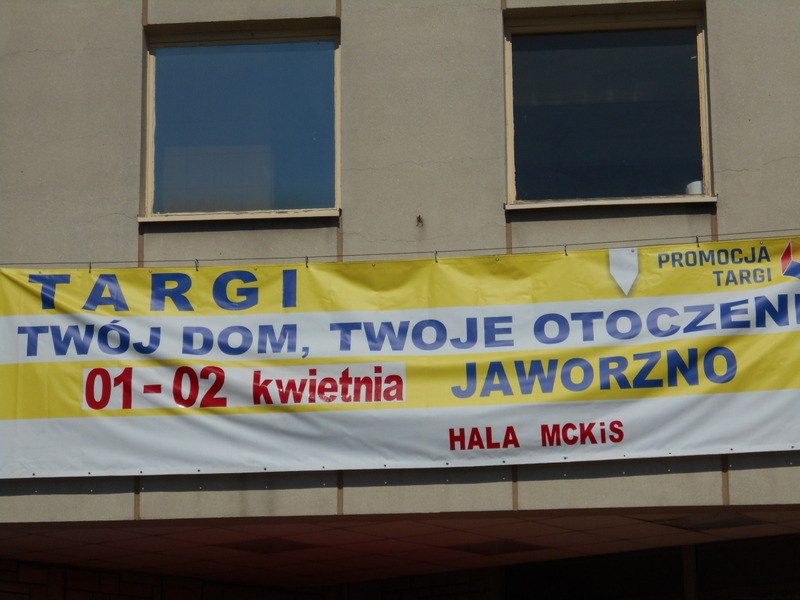 TARGI
PROMOCJA
TARGI
TWÓJ DOM, TWOJE OTOCZENI
01-02 kwietnia JAWORZNO
HALA MCKiS